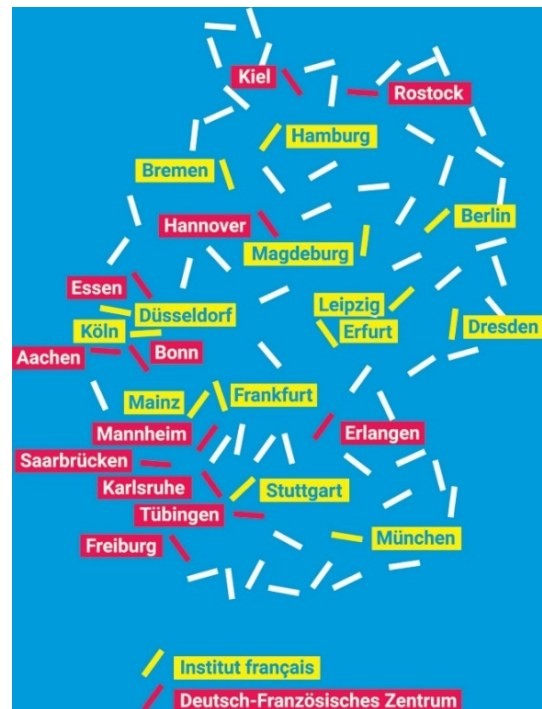 Kiel
Rostock
Hamburg
Bremen
Berlin
Hannover
Magdeburg
Essen
Leipzig
Düsseldorf
Dresden
Köln
Erfurt
Aachen
Bonn
Mainz
Frankfurt
Mannheim
Erlangen
Saarbrücken
Karlsruhe
Stuttgart
Tübingen
München
Freiburg
Institut français
Deutsch-Französisches Zentrum